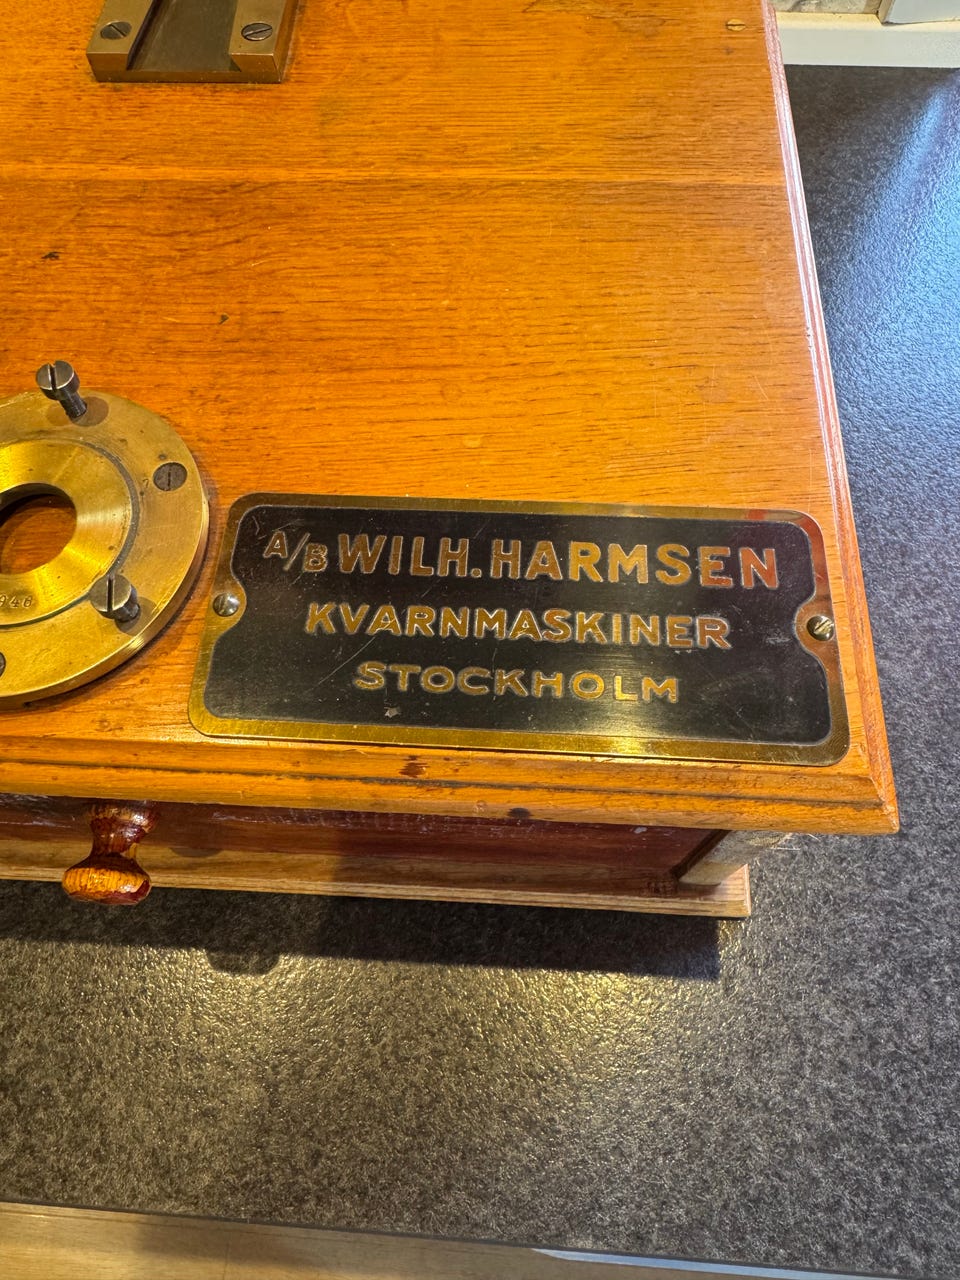 A/B WILH. HARMSEN
KVARNMASKINER
STOCKHOLM